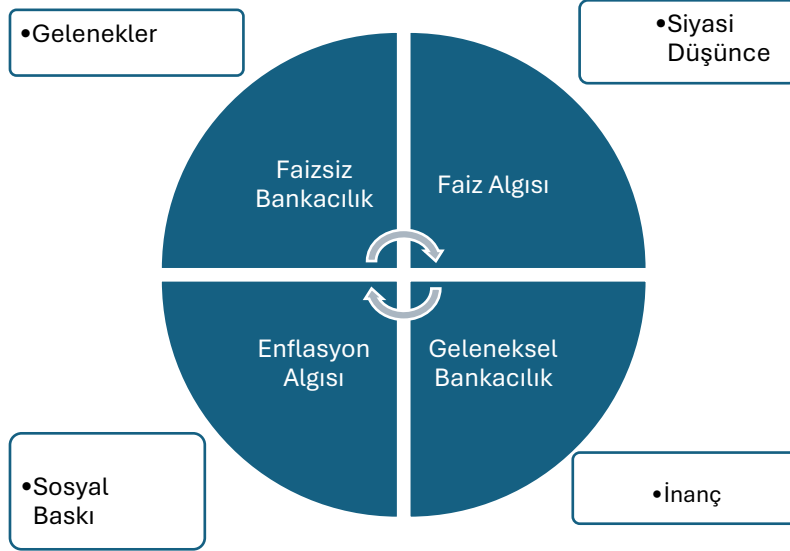 •Gelenekler
•Siyasi
Düşünce
Faizsiz
Bankacılık
Faiz Algısı
Enflasyon
Algısı
Geleneksel
Bankacılık
•Sosyal
Baskı
•İnanç